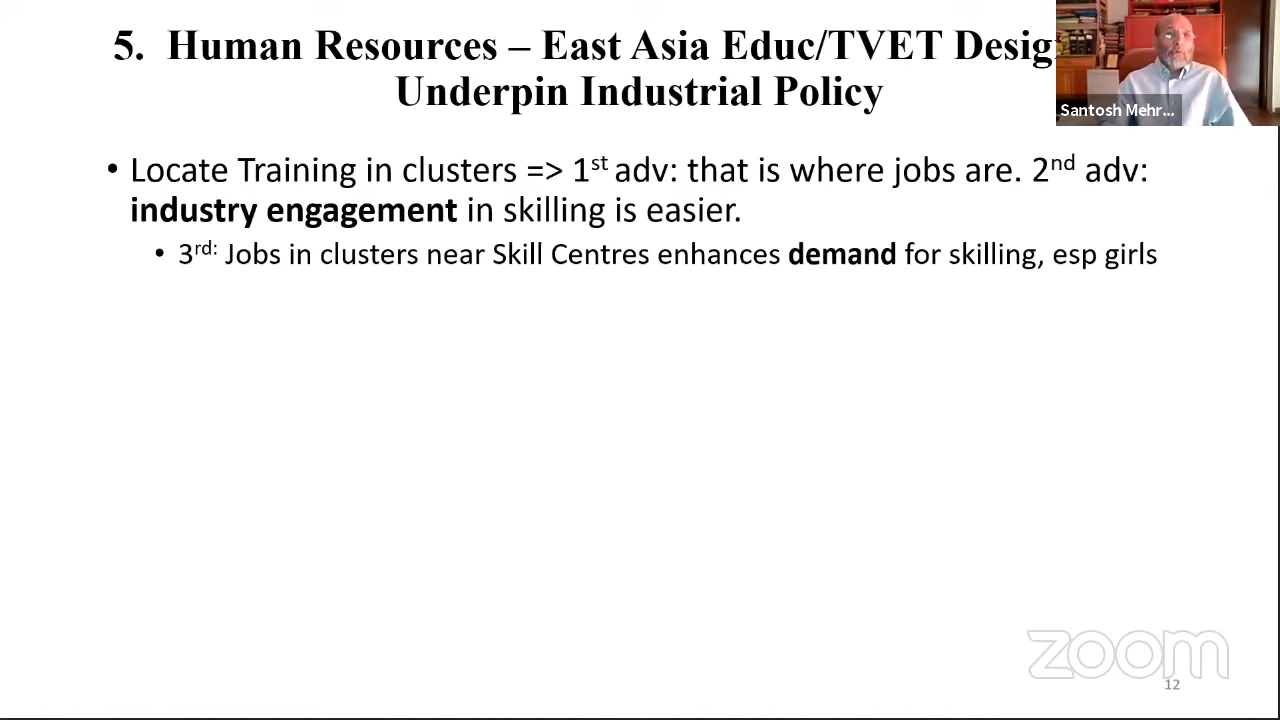 5. Human Resources – East Asia Educ/TVET Desig
Underpin Industrial Policy
Santosh Mehr...
• Locate Training in clusters => 1st adv: that is where jobs are. 2nd adv:
industry engagement in skilling is easier.
• 3rd: Jobs in clusters near Skill Centres enhances demand for skilling, esp girls
zoom
12